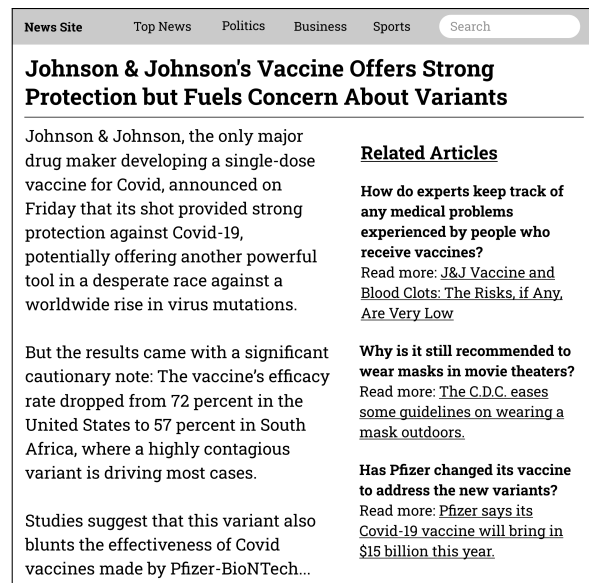 News Site Top News Politics Business Sports Search
Johnson & Johnson's Vaccine Offers Strong
Protection but Fuels Concern About Variants
Johnson & Johnson, the only major
drug maker developing a single-dose
vaccine for Covid, announced on
Friday that its shot provided strong
protection against Covid-19,
potentially offering another powerful
tool in a desperate race against a
worldwide rise in virus mutations.
But the results came with a significant
cautionary note: The vaccine's efficacy
rate dropped from 72 percent in the
United States to 57 percent in South
Africa, where a highly contagious
variant is driving most cases.
Studies suggest that this variant also
blunts the effectiveness of Covid
vaccines made by Pfizer-BioNTech...
Related Articles
How do experts keep track of
any medical problems
experienced by people who
receive vaccines?
Read more: J&J Vaccine and
Blood Clots: The Risks, if Any,
Are Very Low
Why is it still recommended to
wear masks in movie theaters?
Read more: The C.D.C. eases
some guidelines on wearing a
mask outdoors.
Has Pfizer changed its vaccine
to address the new variants?
Read more: Pfizer says its
Covid-19 vaccine will bring in
$15 billion this year.